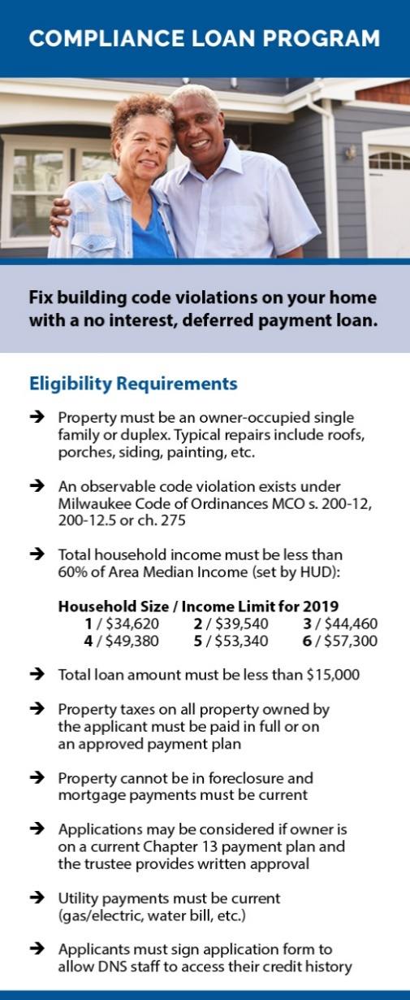 COMPLIANCE LOAN PROGRAM
Fix building code violations on your home
with a no interest, deferred payment loan.
Eligibility Requirements
➔ Property must be an owner-occupied single
family or duplex. Typical repairs include roofs,
porches, siding, painting, etc.
➔ An observable code violation exists under
Milwaukee Code of Ordinances MCO s. 200-12,
200-12.5 or ch. 275
➔ Total household income must be less than
60% of Area Median Income (set by HUD):
Household Size / Income Limit for 2019
1 / $34,620 2 / $39,540 3 / $44,460
4 / $49,380 5 / $53,340 6 / $57,300
➔ Total loan amount must be less than $15,000
➔ Property taxes on all property owned by
the applicant must be paid in full or on
an approved payment plan
➔ Property cannot be in foreclosure and
mortgage payments must be current
➔ Applications may be considered if owner is
on a current Chapter 13 payment plan and
the trustee provides written approval
➔ Utility payments must be current
(gas/electric, water bill, etc.)
➔ Applicants must sign application form to
allow DNS staff to access their credit history